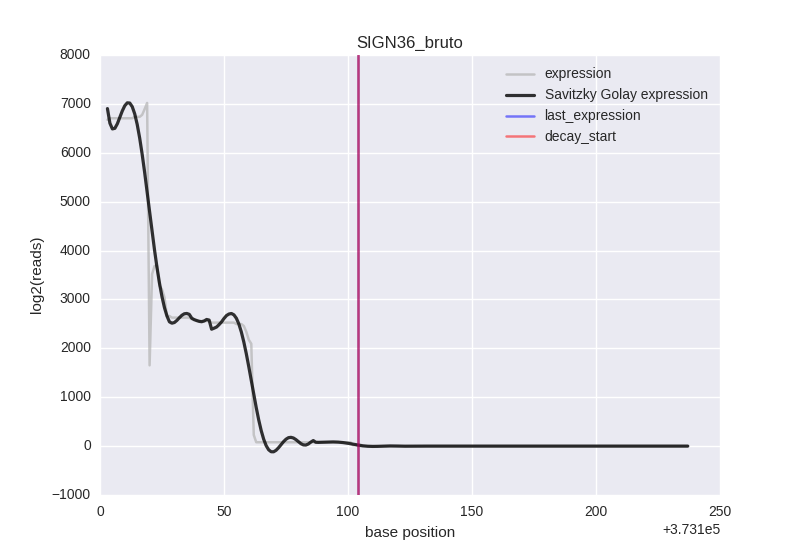 SIGN36_bruto
8000
7000
6000
5000
4000
3000
2000
1000
0
−1000
log2(reads)
expression
Savitzky Golay expression
last_expression
decay_start
0 50 100 150 200 250
+3.731e5
base position